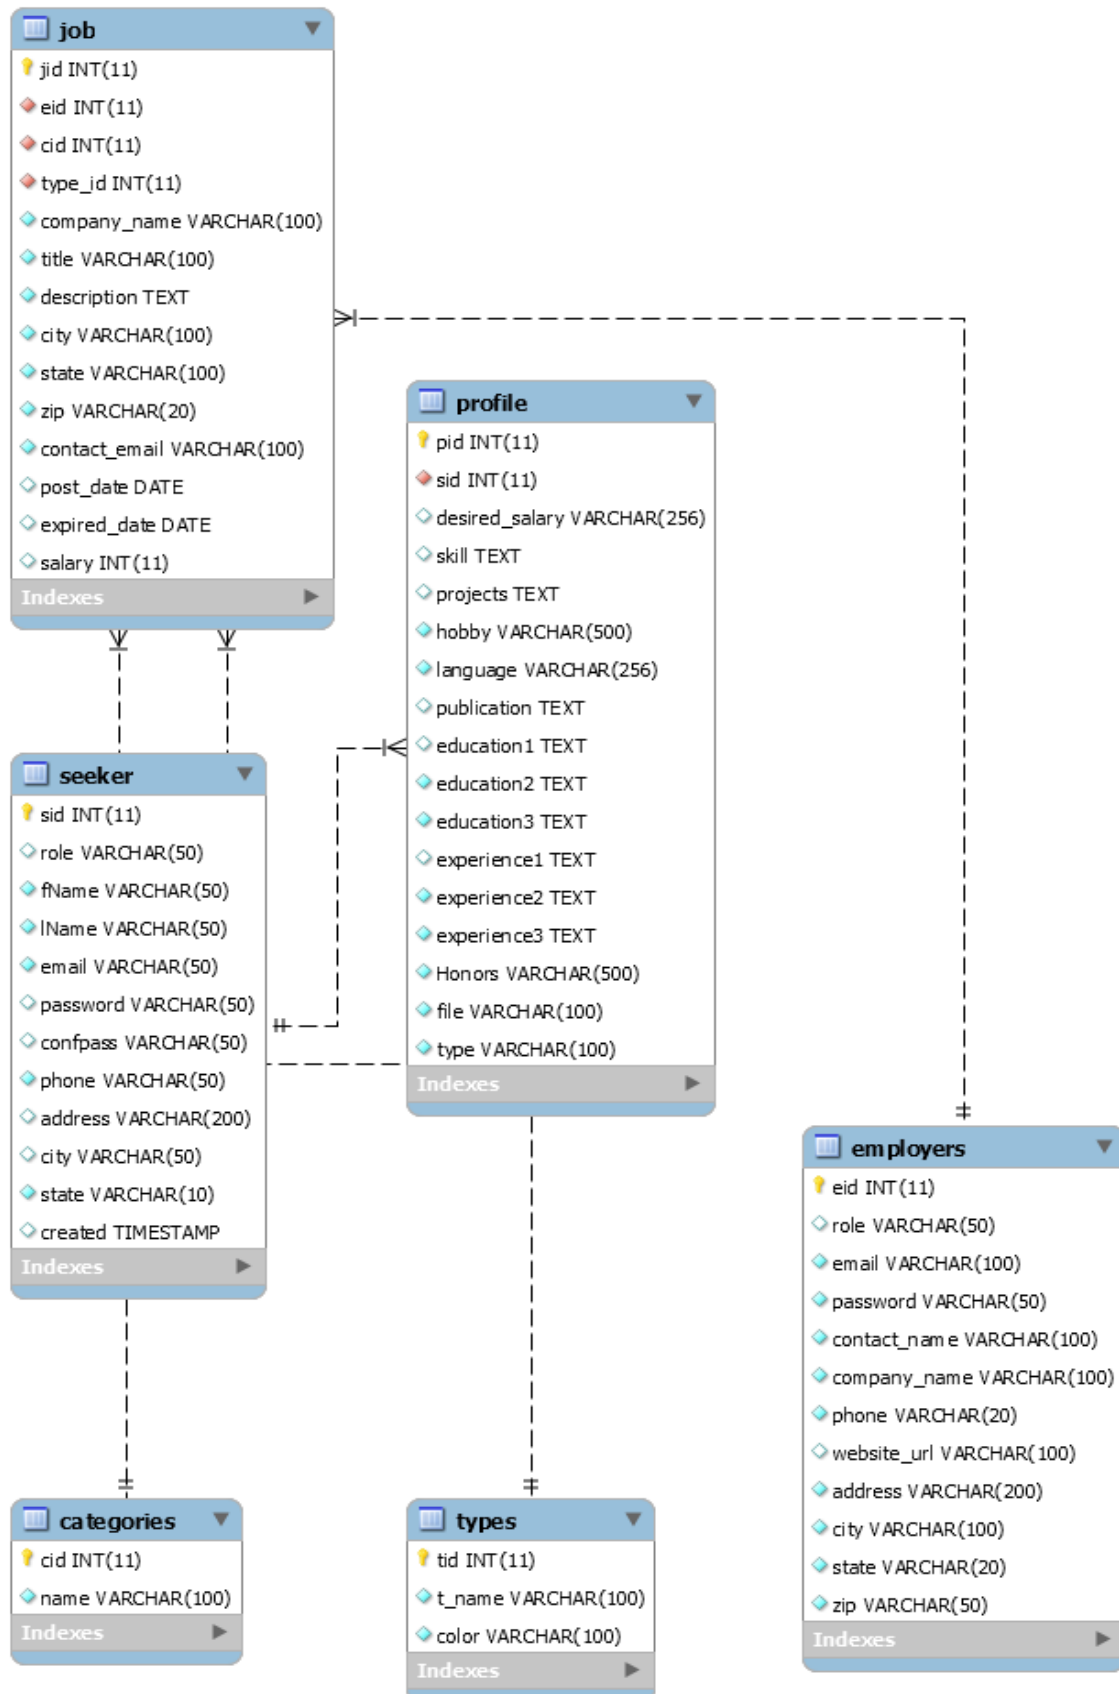 job
jid INT(11)
eid INT(11)
cid INT(11)
type_id INT(11)
company_name VARCHAR(100)
title VARCHAR(100)
description TEXT
city VARCHAR(100)
state VARCHAR(100)
zip VARCHAR(20)
contact_email VARCHAR(100)
post_date DATE
expired_date DATE
salary INT(11)
Indexes
profile
pid INT(11)
sid INT(11)
desired_salary VARCHAR(256)
skill TEXT
projects TEXT
hobby VARCHAR(500)
language VARCHAR(256)
publication TEXT
education1 TEXT
education2 TEXT
education3 TEXT
experience1 TEXT
experience2 TEXT
experience3 TEXT
Honors VARCHAR(500)
file VARCHAR(100)
type VARCHAR(100)
Indexes
seeker
sid INT(11)
role VARCHAR(50)
fName VARCHAR(50)
lName VARCHAR(50)
email VARCHAR(50)
password VARCHAR(50)
confpass VARCHAR(50)
phone VARCHAR(50)
address VARCHAR(200)
city VARCHAR(50)
state VARCHAR(10)
created TIMESTAMP
Indexes
employers
eid INT(11)
role VARCHAR(50)
email VARCHAR(100)
password VARCHAR(50)
contact_name VARCHAR(100)
company_name VARCHAR(100)
phone VARCHAR(20)
website_url VARCHAR(100)
address VARCHAR(200)
city VARCHAR(100)
state VARCHAR(20)
zip VARCHAR(50)
Indexes
categories
cid INT(11)
name VARCHAR(100)
Indexes
types
tid INT(11)
t_name VARCHAR(100)
color VARCHAR(100)
Indexes